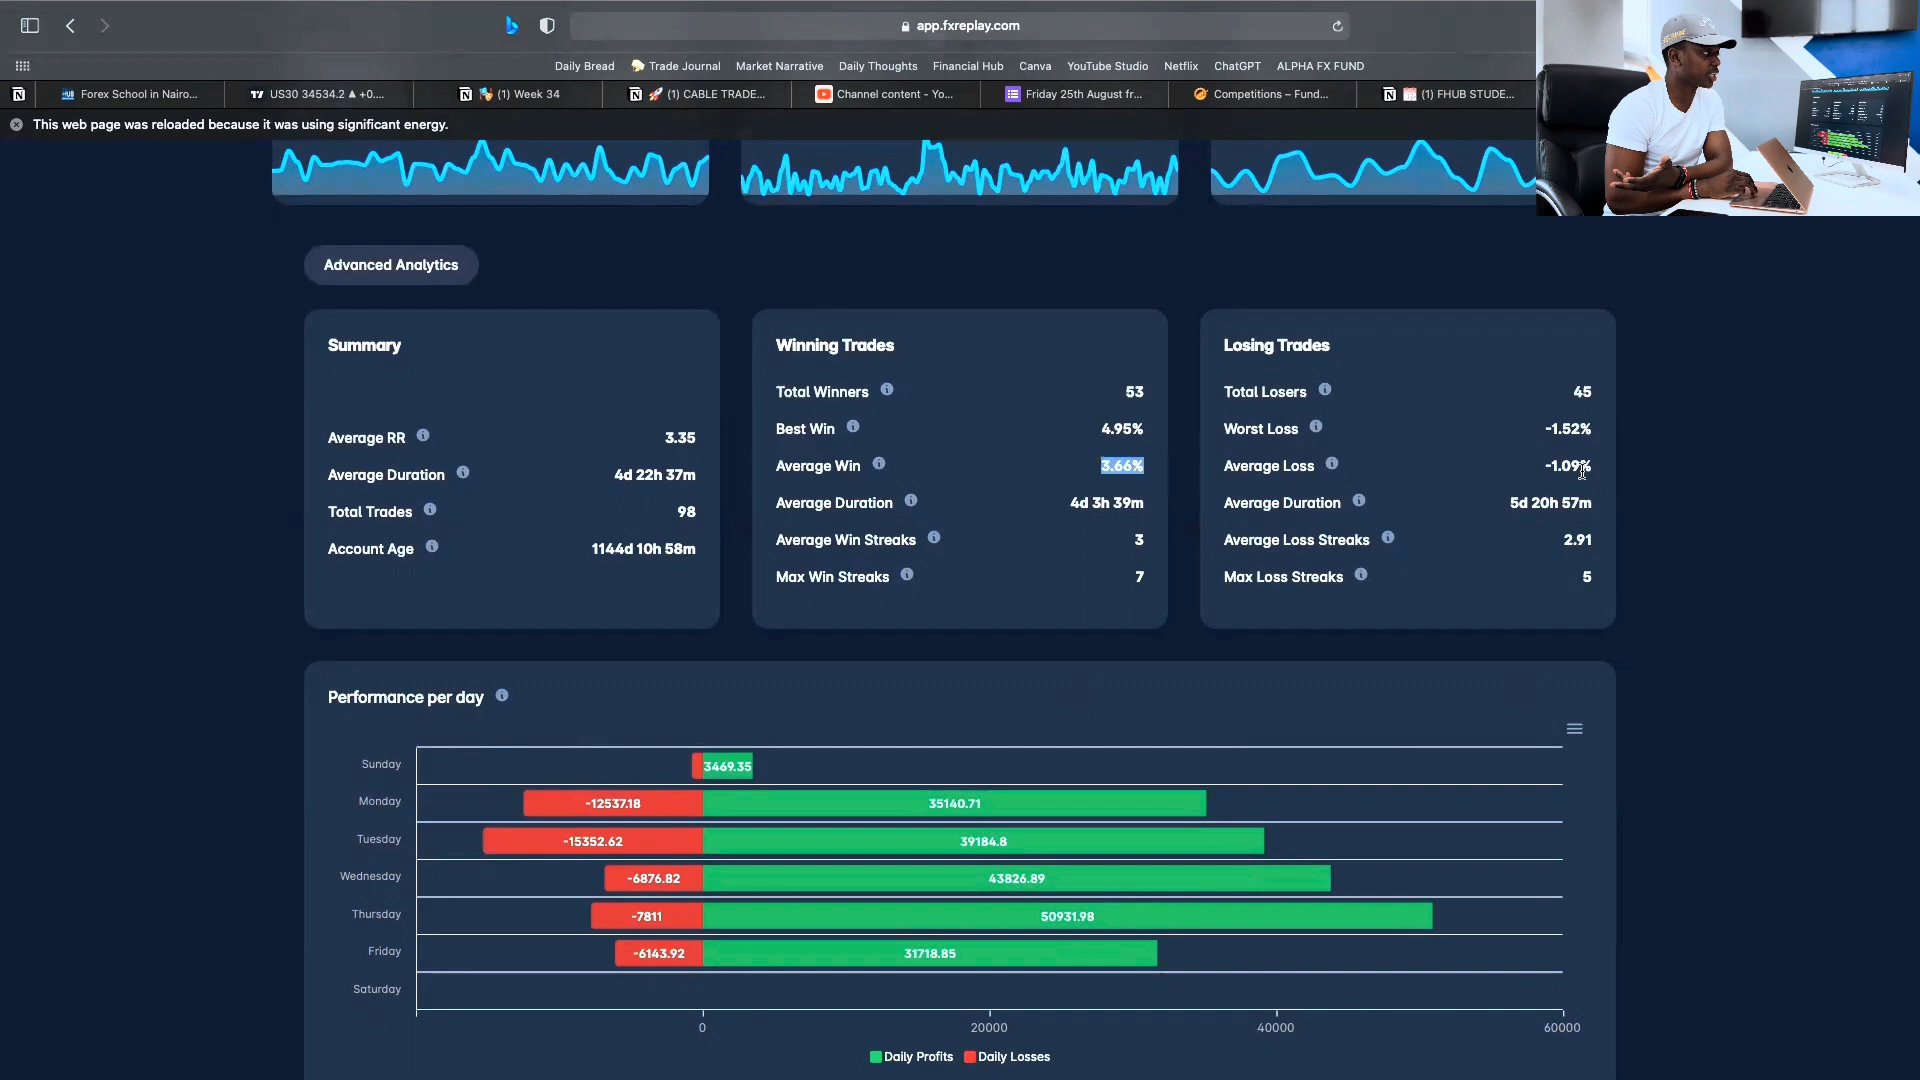 app.fxreplay.com
Daily Bread
Trade Journal
Market Narrative
Daily Thoughts
Financial Hub
Canva
YouTube Studio
Netflix
ChatGPT
ALPHA FX FUND
Forex School in Nairo...
US30 34534.2 ▲ +0....
(1) Week 34
(1) CABLE TRADE...
Channel content - Yo...
Friday 25th August fr...
Competitions – Fund...
(1) FHUB STUDE...
This web page was reloaded because it was using significant energy.
Advanced Analytics
Summary
Average RR 3.35
Average Duration 4d 22h 37m
Total Trades 98
Account Age 1144d 10h 58m
Winning Trades
Total Winners 53
Best Win 4.95%
Average Win 3.66%
Average Duration 4d 3h 39m
Average Win Streaks 3
Max Win Streaks 7
Losing Trades
Total Losers 45
Worst Loss -1.52%
Average Loss -1.09%
Average Duration 5d 20h 57m
Average Loss Streaks 2.91
Max Loss Streaks 5
Performance per day
Sunday 3469.35
Monday -12537.18 35140.71
Tuesday -15352.62 39184.8
Wednesday -6876.82 43826.89
Thursday -7811 50931.98
Friday -6143.92 31718.85
Saturday
0 20000 40000 60000
Daily Profits Daily Losses